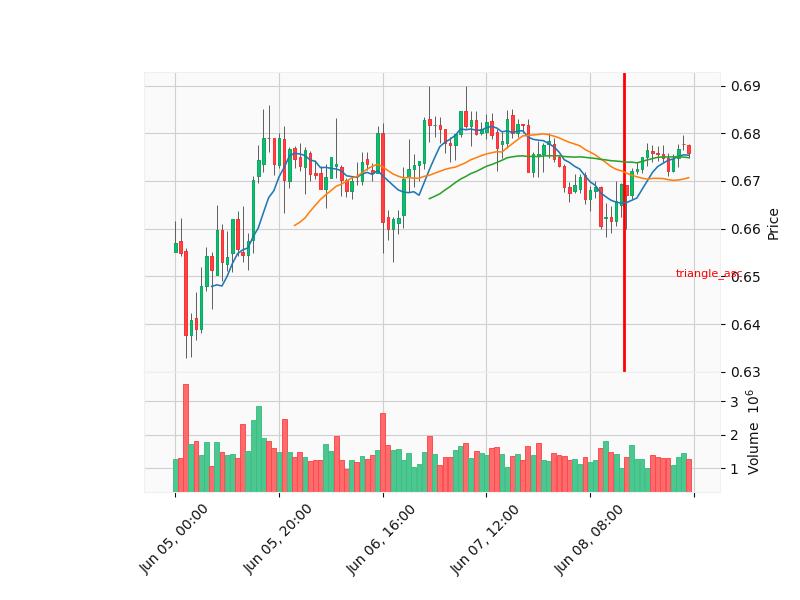 0.69
0.68
0.67
0.66
0.65
0.64
0.63
Price
triangle_asc
3
2
1
Volume 10^6
Jun 05, 00:00
Jun 05, 20:00
Jun 06, 16:00
Jun 07, 12:00
Jun 08, 08:00